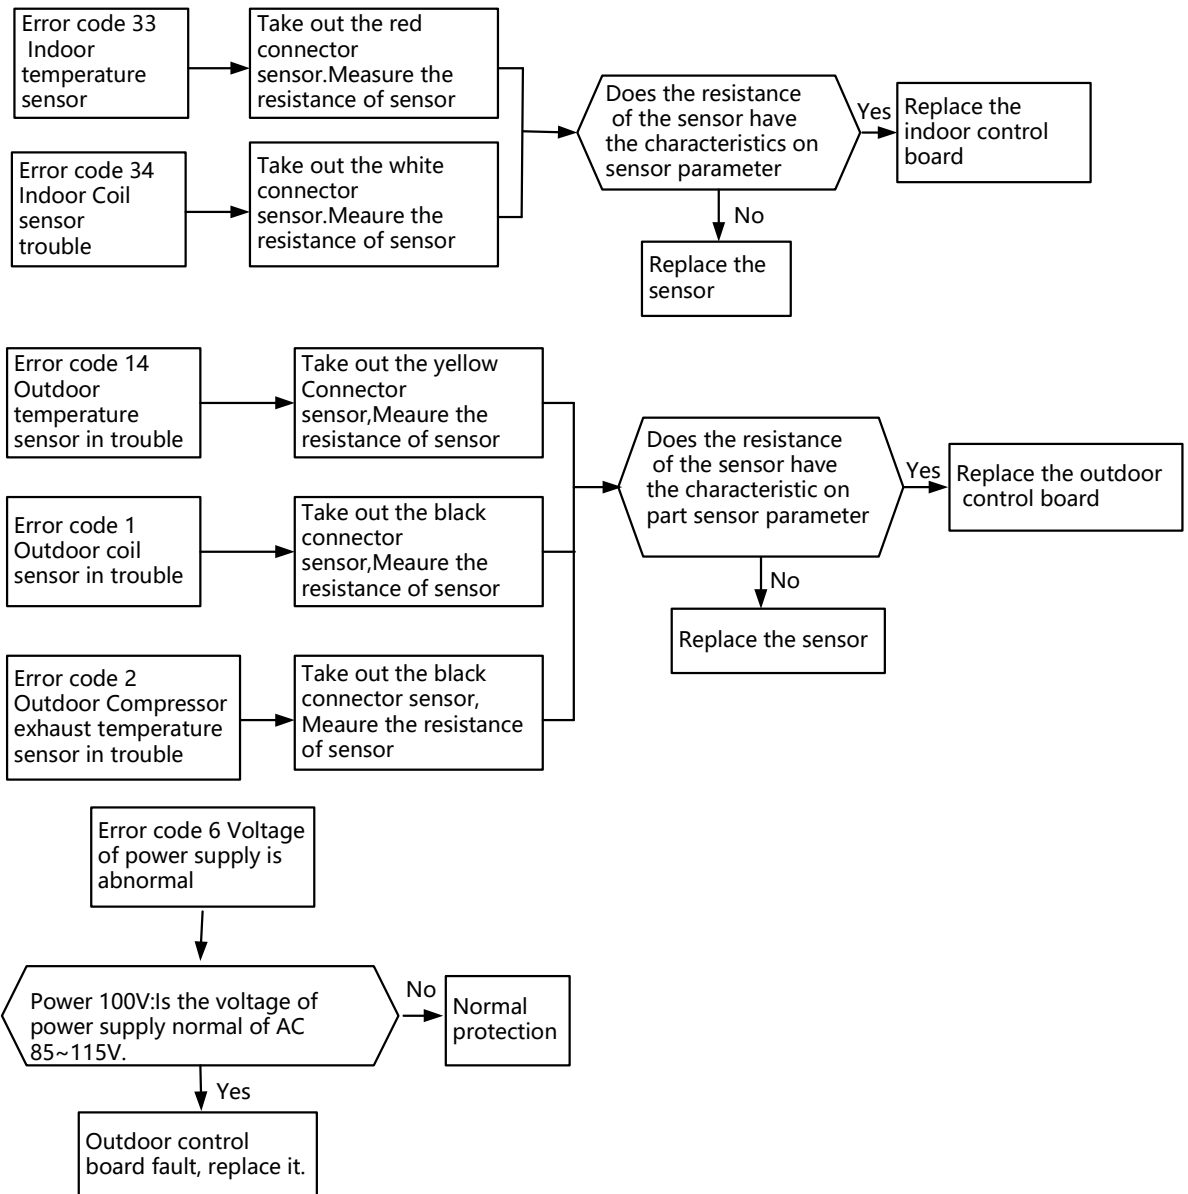 Error code 33
Indoor
temperature
sensor
Take out the red
connector
sensor.Measure the
resistance of sensor
Does the resistance
of the sensor have
the characteristics on
sensor parameter
Yes
Replace the
indoor control
board
Error code 34
Indoor Coil
sensor
trouble
Take out the white
connector
sensor.Meaure the
resistance of sensor
No
Replace the
sensor
Error code 14
Outdoor
temperature
sensor in trouble
Take out the yellow
Connector
sensor,Meaure the
resistance of sensor
Does the resistance
of the sensor have
the characteristic on
part sensor parameter
Yes
Replace the outdoor
control board
Error code 1
Outdoor coil
sensor in trouble
Take out the black
connector
sensor,Meaure the
resistance of sensor
No
Replace the sensor
Error code 2
Outdoor Compressor
exhaust temperature
sensor in trouble
Take out the black
connector sensor,
Meaure the resistance
of sensor
Error code 6 Voltage
of power supply is
abnormal
Power 100V:Is the voltage of
power supply normal of AC
85~115V.
No
Normal
protection
Yes
Outdoor control
board fault, replace it.